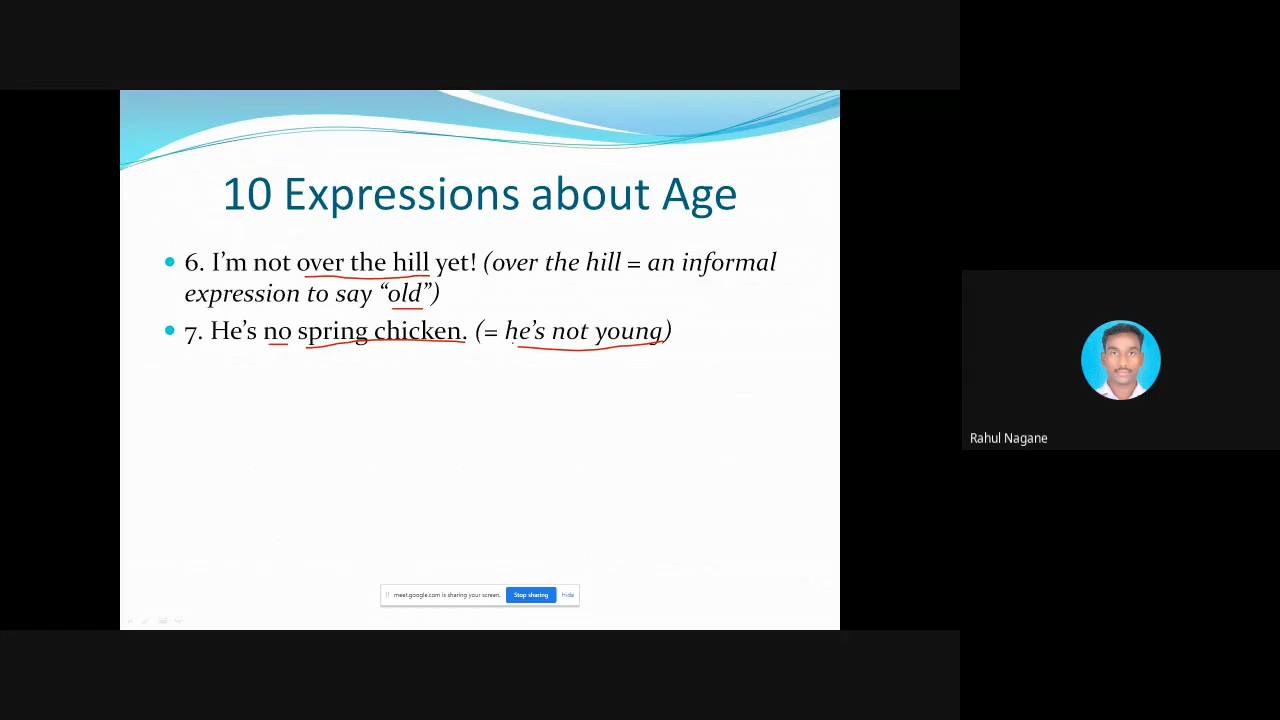 10 Expressions about Age
6. I’m not over the hill yet! (over the hill = an informal
expression to say “old”)
7. He’s no spring chicken. (= he’s not young)
Rahul Nagane
meet.google.com is sharing your screen. Stop sharing Hide